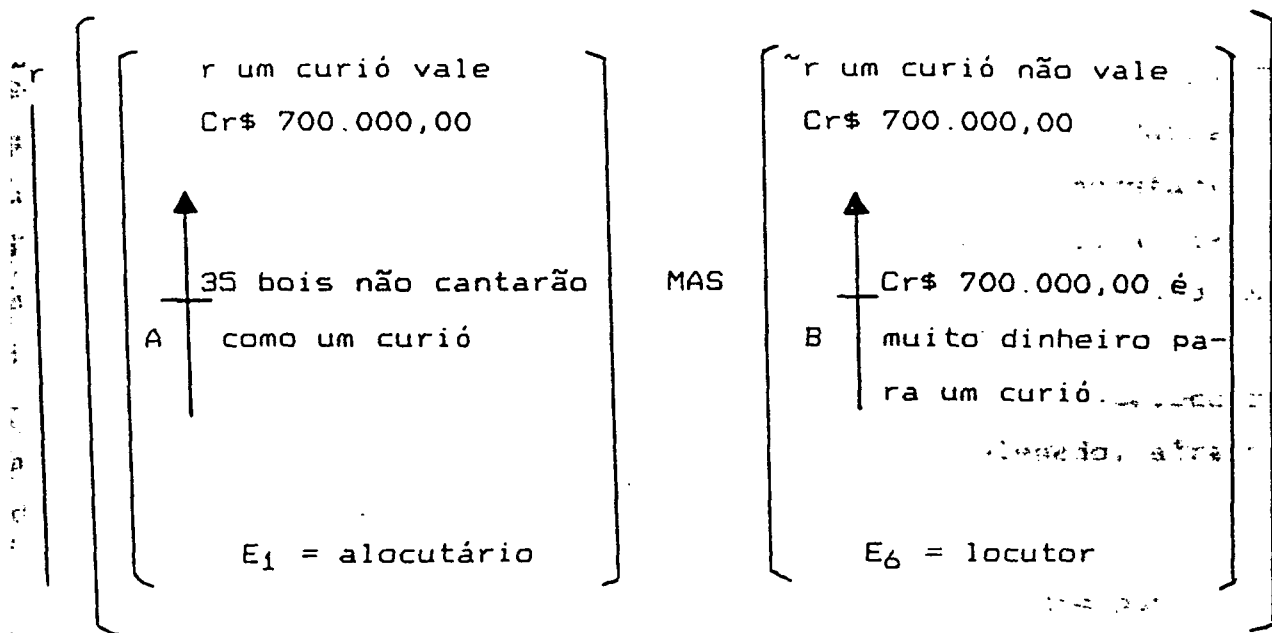 ~r
r um curió vale
Cr$ 700.000,00
35 bois não cantarão
A como um curió
E1 = alocutário
MAS
~r um curió não vale
Cr$ 700.000,00
Cr$ 700.000,00 é
B muito dinheiro pa-
ra um curió.
E6 = locutor